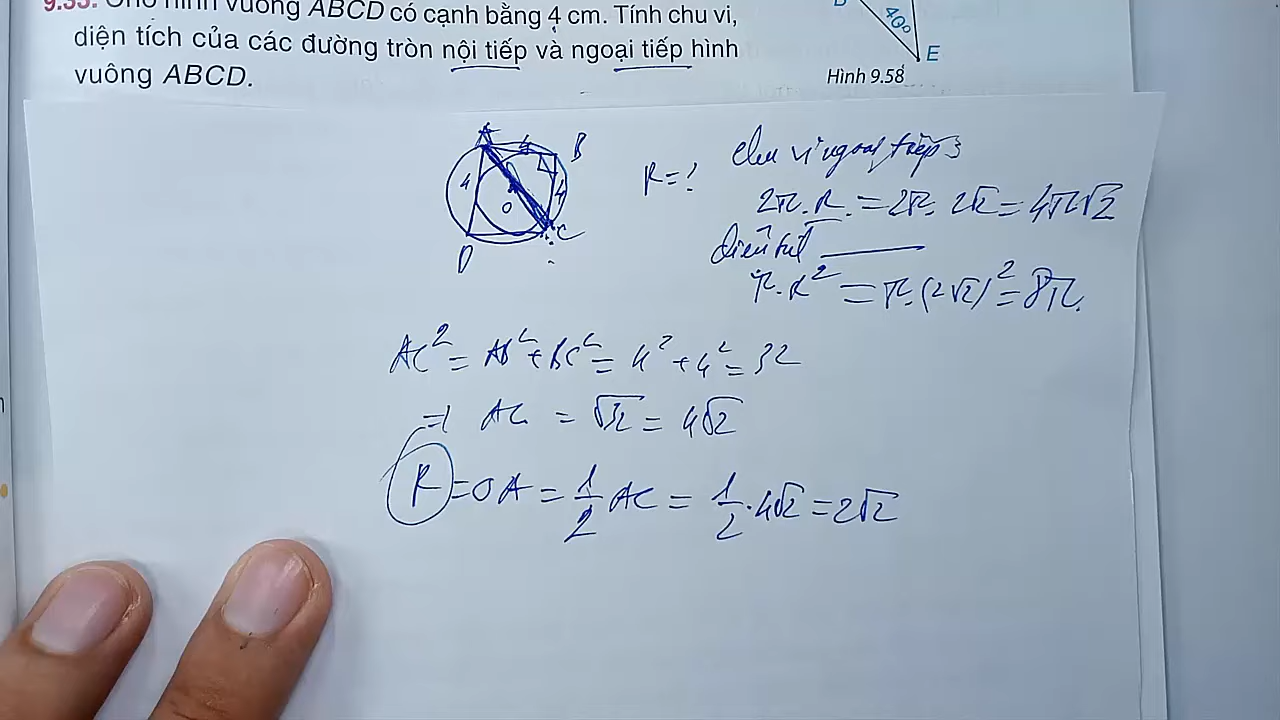 9.35. Cho hình vuông ABCD có cạnh bằng 4 cm. Tính chu vi,
diện tích của các đường tròn nội tiếp và ngoại tiếp hình
vuông ABCD.
40°
E
Hình 9.58
A
B
4
4
4
O
D
C
R = ?
Chu vi ngoại tiếp:
2π.R = 2π.2√2 = 4π√2
Diện tích
π.R² = π.(2√2)² = 8π.
AC² = AB² + BC² = 4² + 4² = 32
⇒ AC = √32 = 4√2
R = OA = 1/2 AC = 1/2 . 4√2 = 2√2